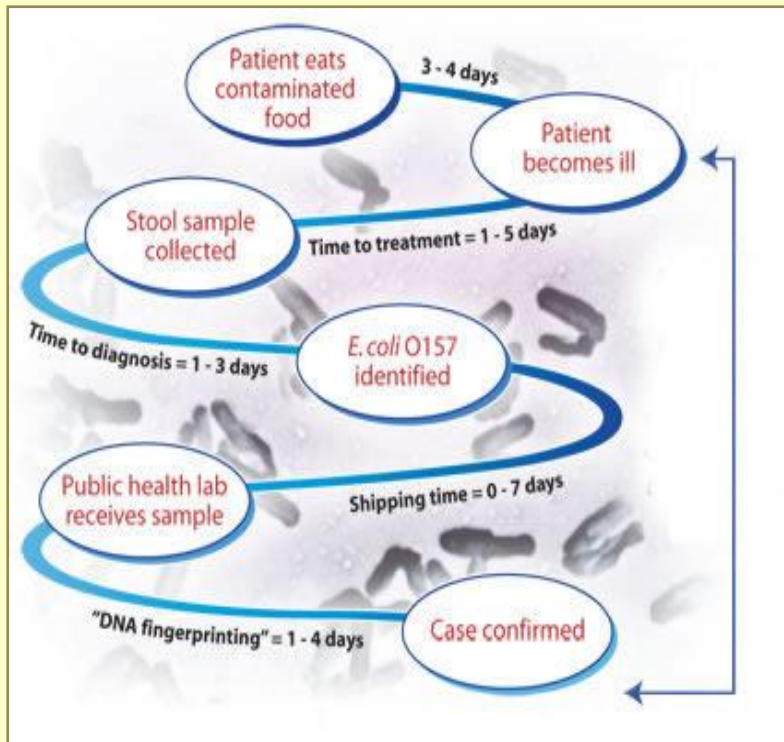 Patient eats
contaminated
food
3 - 4 days
Patient
becomes ill
Time to treatment = 1 - 5 days
Stool sample
collected
Time to diagnosis = 1 - 3 days
E. coli O157
identified
Shipping time = 0 - 7 days
Public health lab
receives sample
"DNA fingerprinting" = 1 - 4 days
Case confirmed